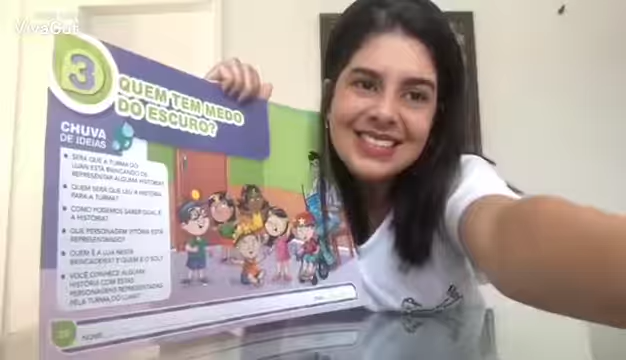 VivaCut
3
QUEM TEM MEDO
DO ESCURO?
CHUVA
DE IDEIAS
SERÁ QUE A TURMA DO
LUAN ESTÁ BRINCANDO DE
REPRESENTAR ALGUMA HISTÓRIA?
QUEM SERÁ QUE LEU A HISTÓRIA
PARA A TURMA?
COMO PODEMOS SABER QUAL É
A HISTÓRIA?
QUE PERSONAGEM VITÓRIA ESTÁ
REPRESENTANDO?
QUEM É A LUA NESTA
BRINCADEIRA? E QUEM É O SOL?
VOCÊ CONHECE ALGUMA
HISTÓRIA COM ESTAS
PERSONAGENS REPRESENTADAS
PELA TURMA DO LUAN?
NOME: